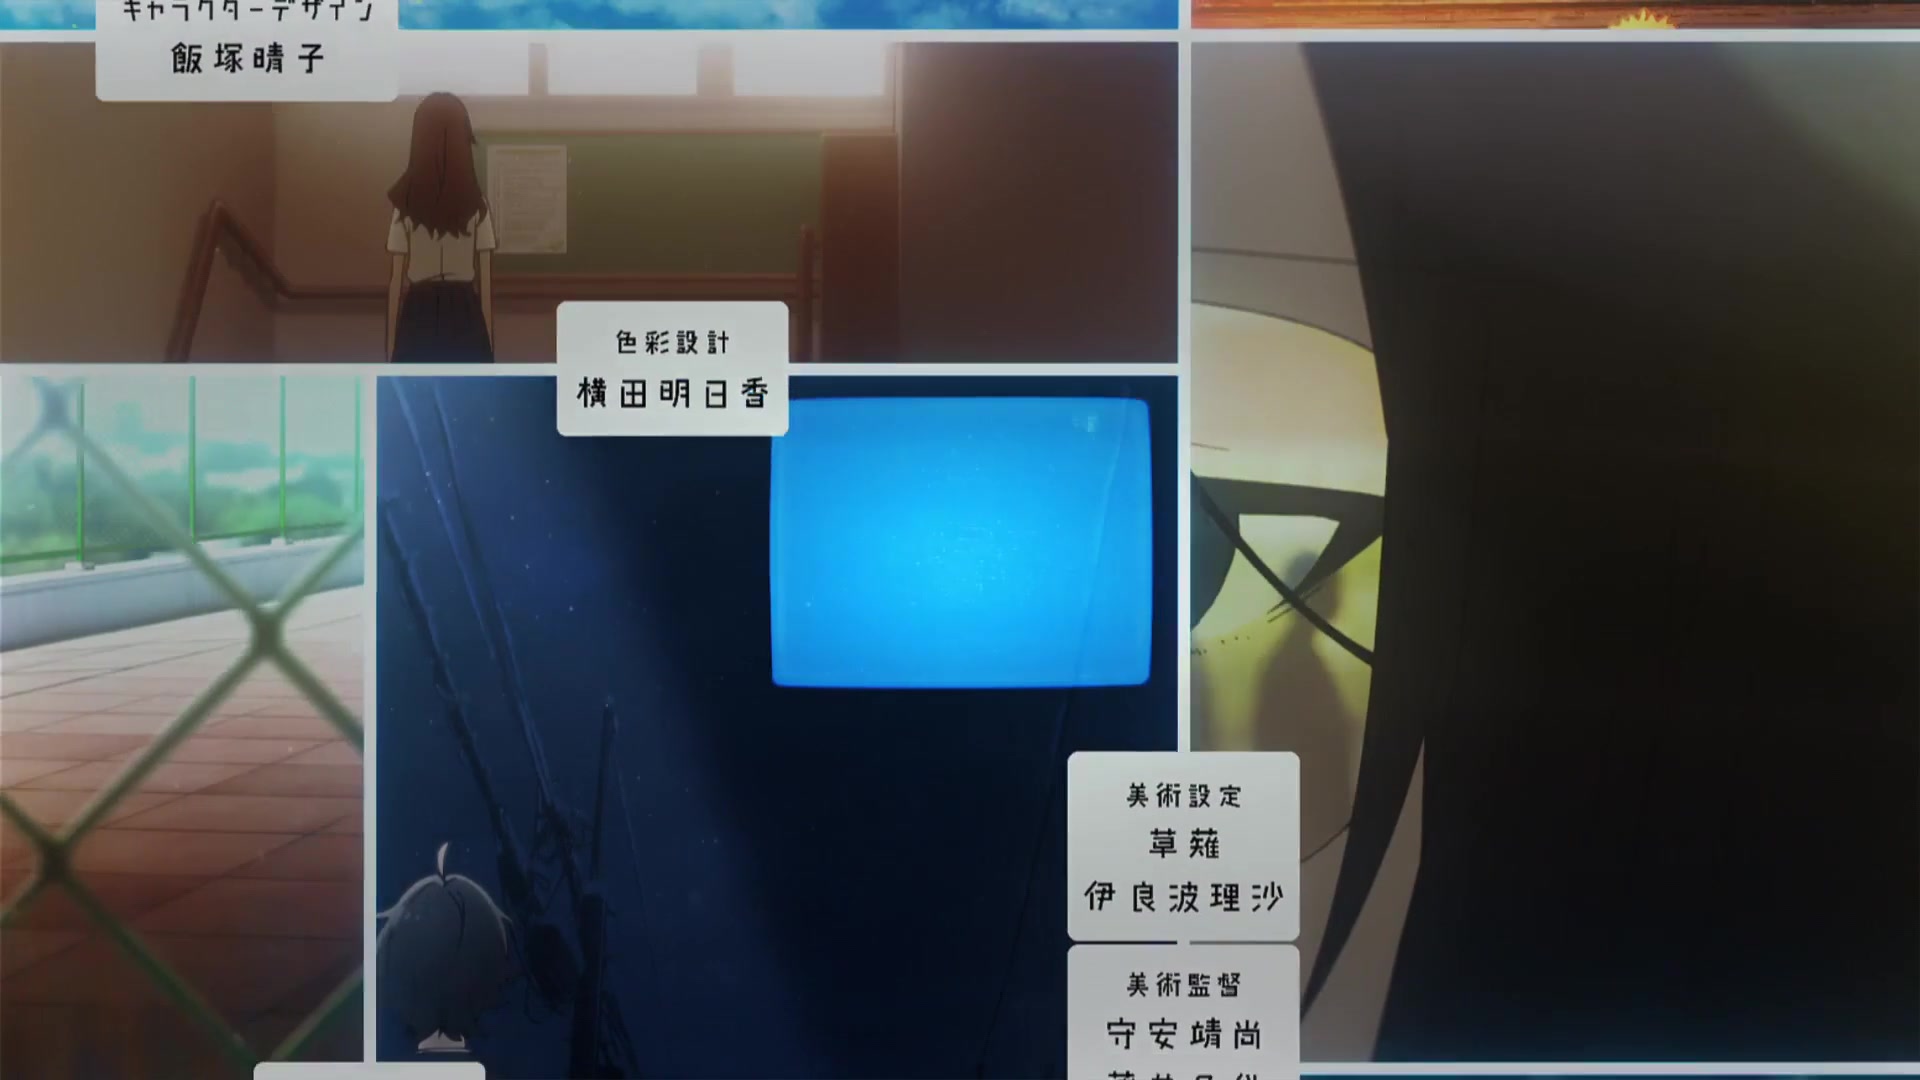 キャラクターデザイン
飯塚晴子
色彩設計
横田明日香
美術設定
草薙
伊良波理沙
美術監督
守安靖尚